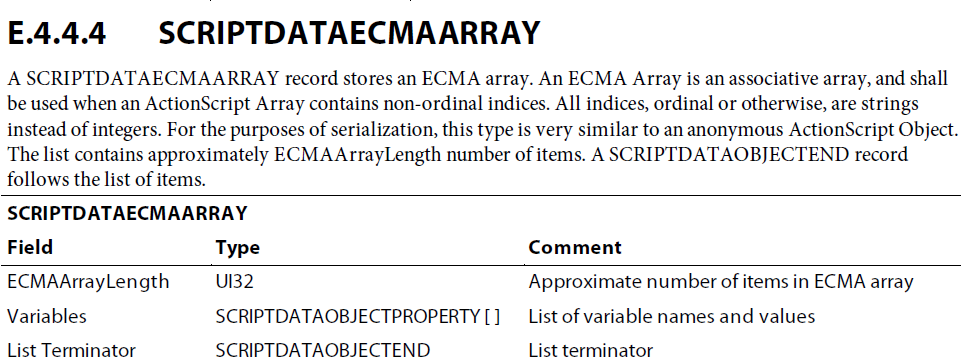 E.4.4.4 SCRIPTDATAECMAARRAY
A SCRIPTDATAECMAARRAY record stores an ECMA array. An ECMA Array is an associative array, and shall
be used when an ActionScript Array contains non-ordinal indices. All indices, ordinal or otherwise, are strings
instead of integers. For the purposes of serialization, this type is very similar to an anonymous ActionScript Object.
The list contains approximately ECMAArrayLength number of items. A SCRIPTDATAOBJECTEND record
follows the list of items.
SCRIPTDATAECMAARRAY
Field Type Comment
ECMAArrayLength UI32 Approximate number of items in ECMA array
Variables SCRIPTDATAOBJECTPROPERTY [ ] List of variable names and values
List Terminator SCRIPTDATAOBJECTEND List terminator